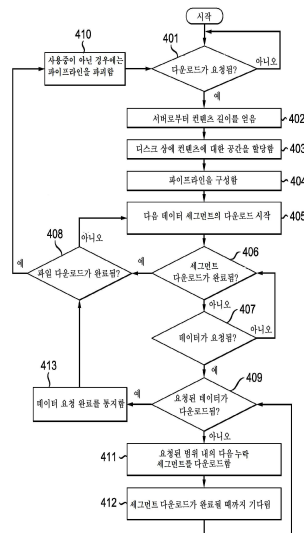 시작
410
사용중이 아닌 경우에는
파이프라인을 파괴함
401
다운로드가 요청됨?
아니오
예
서버로부터 컨텐츠 길이를 얻음
402
디스크 상에 컨텐츠에 대한 공간을 할당함
403
파이프라인을 구성함
404
다음 데이터 세그먼트의 다운로드 시작
405
408
아니오
예
파일 다운로드가 완료됨?
406
세그먼트
다운로드가 완료됨?
예
아니오
407
데이터가 요청됨?
아니오
예
413
데이터 요청 완료를 통지함
예
409
요청된 데이터가
다운로드됨?
아니오
411
요청된 범위 내의 다음 누락
세그먼트를 다운로드함
412
세그먼트 다운로드가 완료될 때까지 기다림